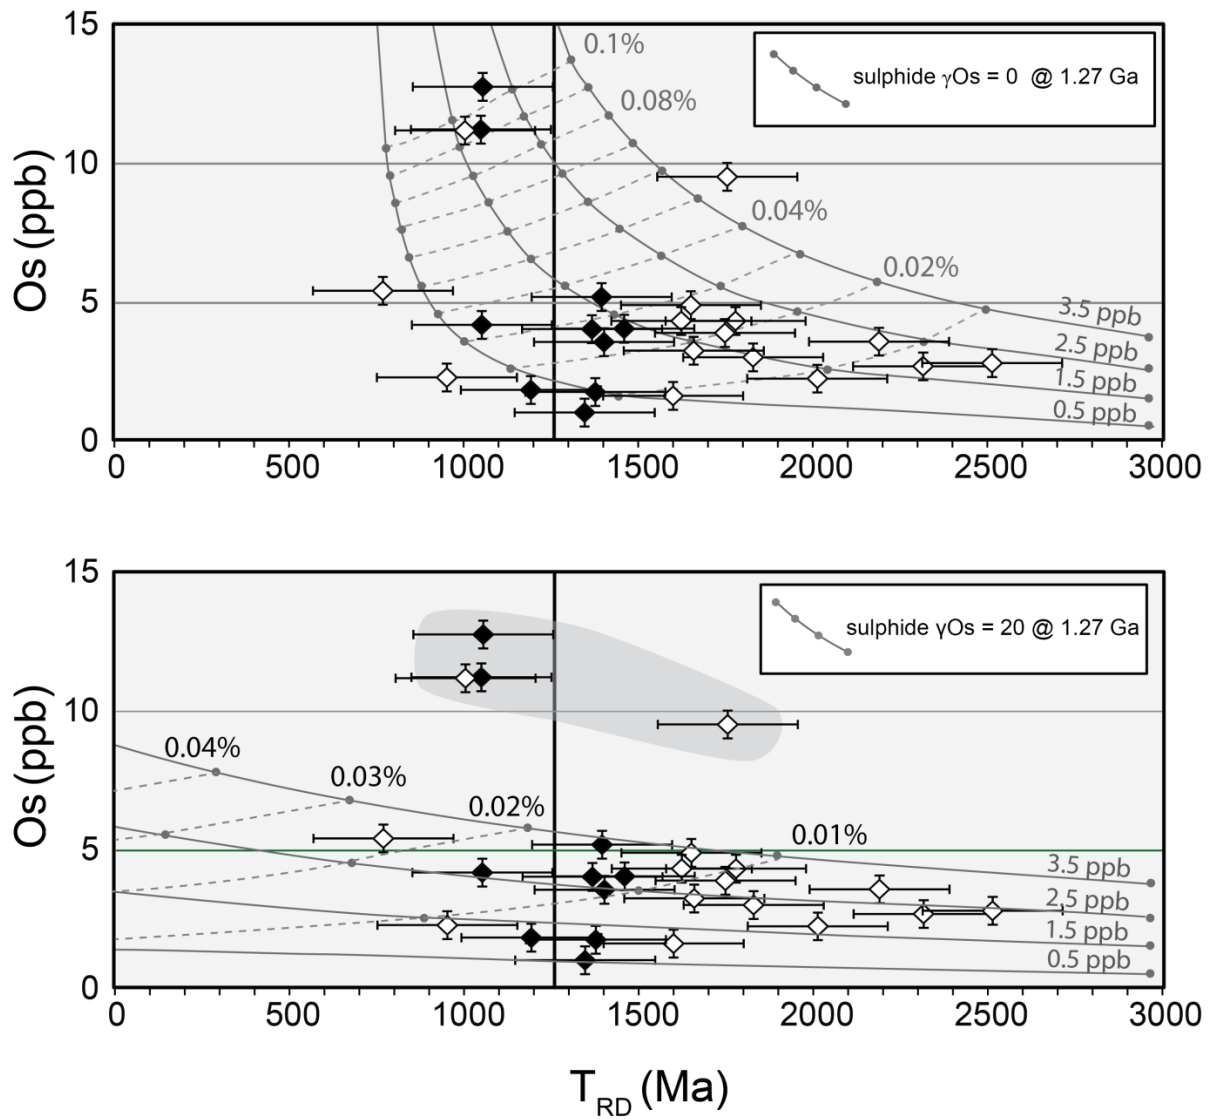 15
10
5
0
Os (ppb)
0.1%
0.08%
0.04%
0.02%
sulphide γOs = 0 @ 1.27 Ga
3.5 ppb
2.5 ppb
1.5 ppb
0.5 ppb
0 500 1000 1500 2000 2500 3000
15
10
5
0
Os (ppb)
sulphide γOs = 20 @ 1.27 Ga
0.04%
0.03%
0.02%
0.01%
3.5 ppb
2.5 ppb
1.5 ppb
0.5 ppb
0 500 1000 1500 2000 2500 3000
TRD (Ma)